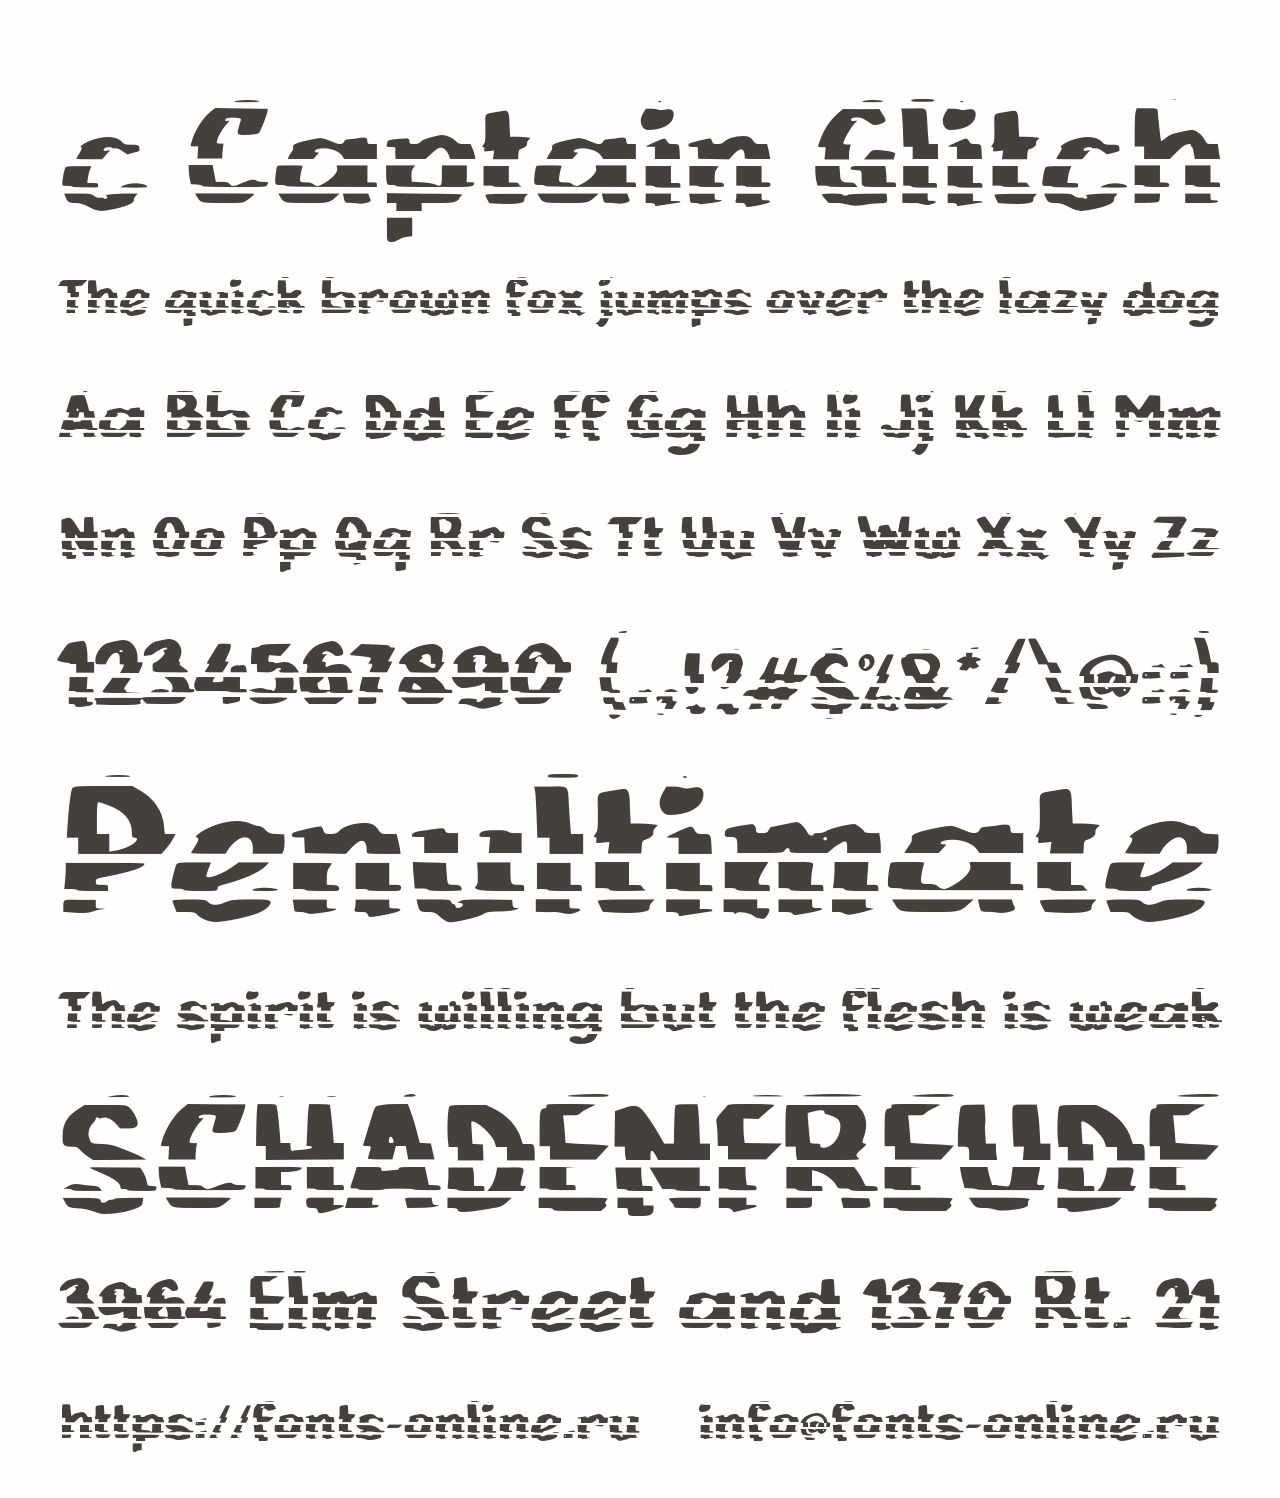 c Captain Glitch
The quick brown fox jumps over the lazy dog
Aa Bb Cc Dd Ee Ff Gg Hh Ii Jj Kk Ll Mm
Nn Oo Pp Qq Rr Ss Tt Uu Vv Ww Xx Yy Zz
1234567890 (.,!?#$%&*/\@:;)
Penultimate
The spirit is willing but the flesh is weak
SCHADENFREUDE
3964 Elm Street and 1370 Rt. 21
https://fonts-online.ru info@fonts-online.ru